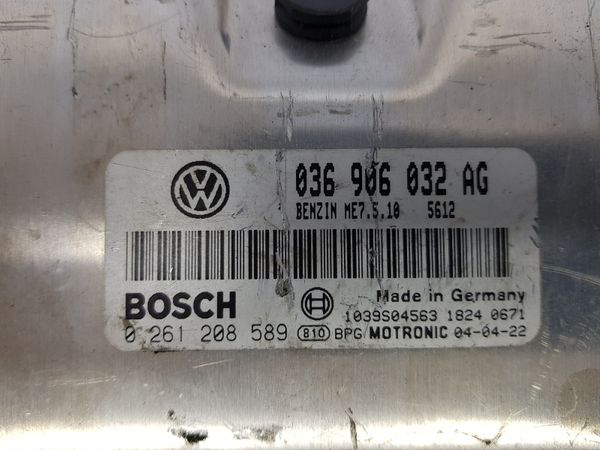 036 906 032 AG
BENZIN ME7.5.10 5612
BOSCH
Made in Germany
1039S04563 1824 0671
0 261 208 589 810 BPG MOTRONIC 04-04-22